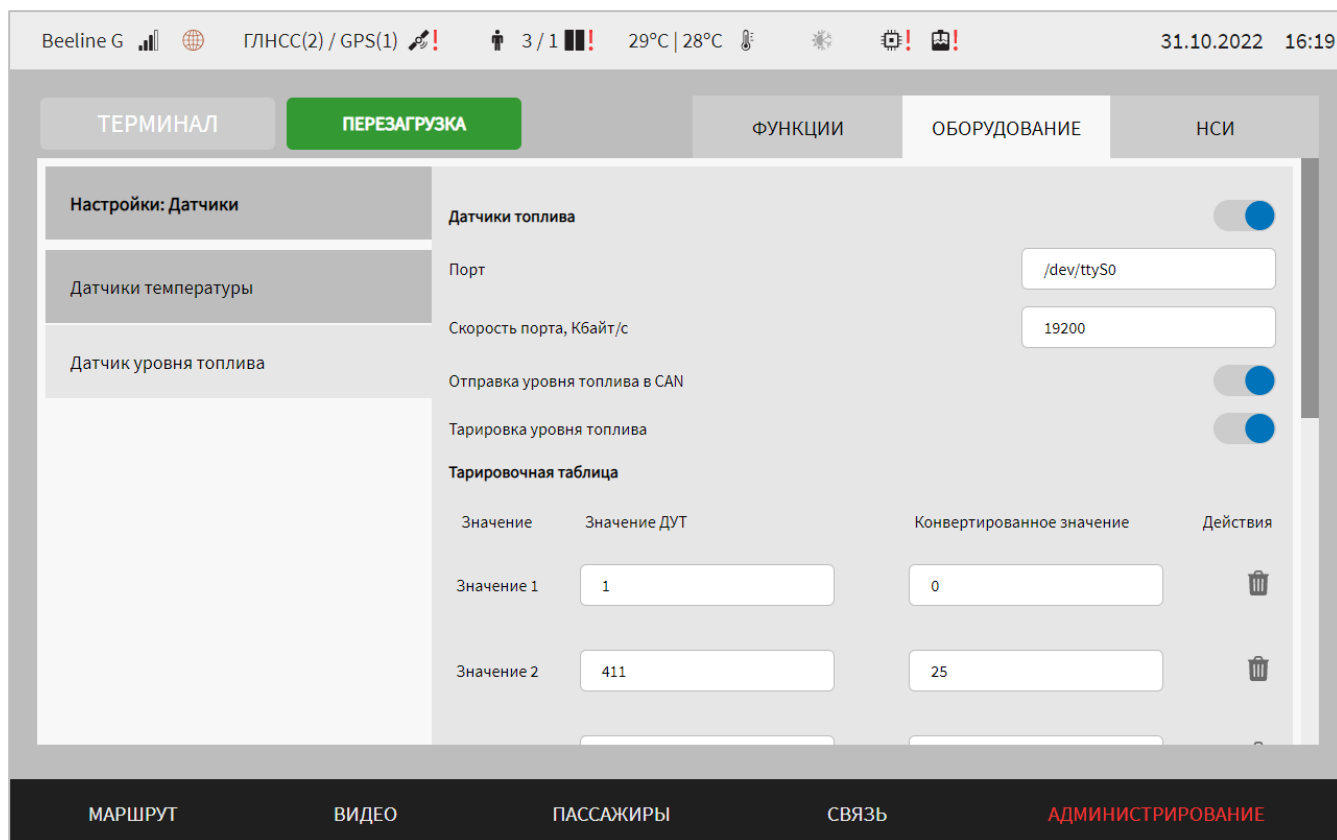 Beeline G ГЛНСС(2) / GPS(1) ! 3 / 1 ! 29°C | 28°C ! ! 31.10.2022 16:19
ТЕРМИНАЛ ПЕРЕЗАГРУЗКА ФУНКЦИИ ОБОРУДОВАНИЕ НСИ
Настройки: Датчики
Датчики температуры
Датчик уровня топлива
Датчики топлива
Порт /dev/ttyS0
Скорость порта, Кбайт/с 19200
Отправка уровня топлива в CAN
Тарировка уровня топлива
Тарировочная таблица
Значение Значение ДУТ Конвертированное значение Действия
Значение 1 1 0
Значение 2 411 25
МАРШРУТ ВИДЕО ПАССАЖИРЫ СВЯЗЬ АДМИНИСТРИРОВАНИЕ